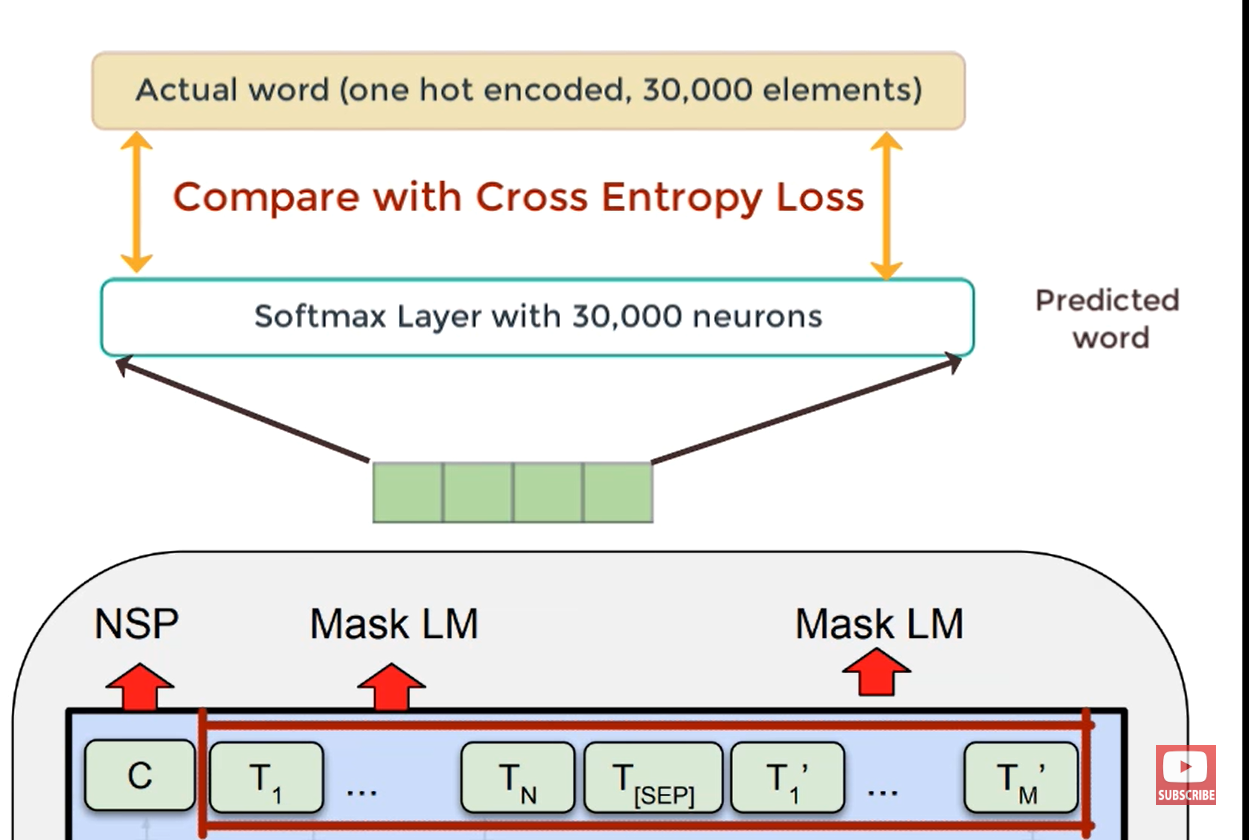 Actual word (one hot encoded, 30,000 elements)
Compare with Cross Entropy Loss
Softmax Layer with 30,000 neurons
Predicted
word
NSP Mask LM Mask LM
C T1 ... TN T[SEP] T1’ ... TM’
SUBSCRIBE